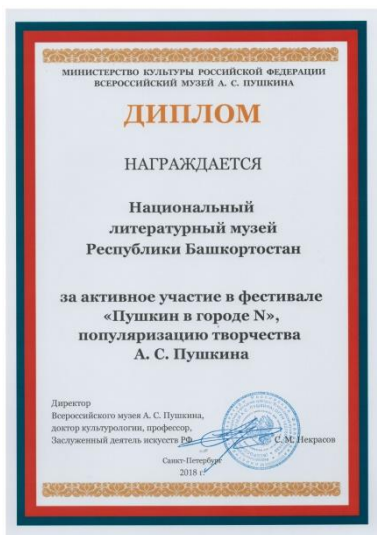 МИНИСТЕРСТВО КУЛЬТУРЫ РОССИЙСКОЙ ФЕДЕРАЦИИ
ВСЕРОССИЙСКИЙ МУЗЕЙ А. С. ПУШКИНА
ДИПЛОМ
НАГРАЖДАЕТСЯ
Национальный
литературный музей
Республики Башкортостан
за активное участие в фестивале
«Пушкин в городе N»,
популяризацию творчества
А. С. Пушкина
Директор
Всероссийского музея А. С. Пушкина,
доктор культурологии, профессор,
Заслуженный деятель искусств РФ
С. М. Некрасов
Санкт-Петербург
2018 г.